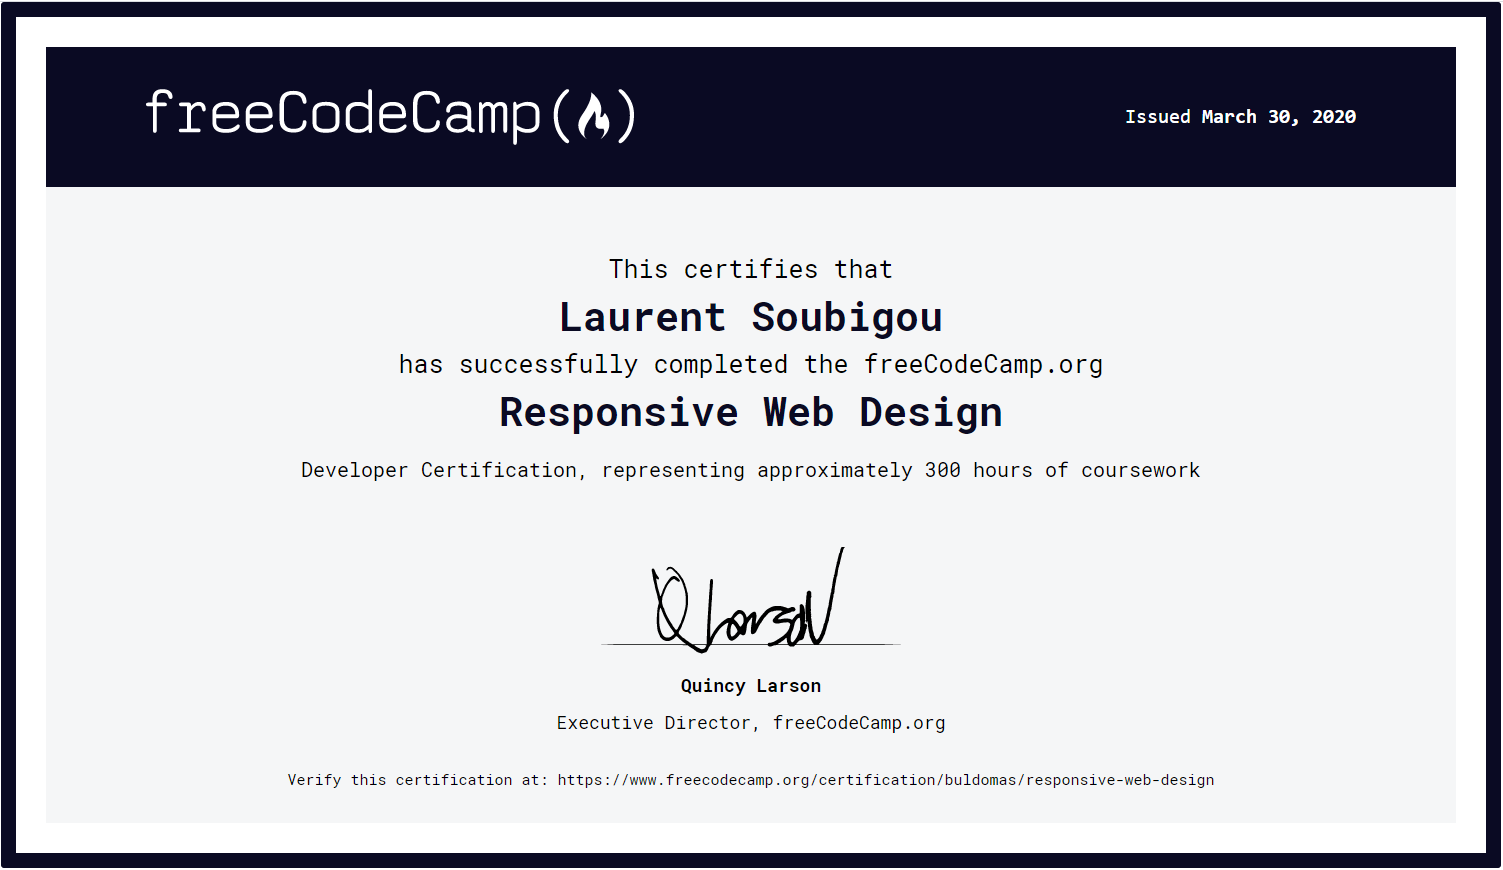 freeCodeCamp()
Issued March 30, 2020
This certifies that
Laurent Soubigou
has successfully completed the freeCodeCamp.org
Responsive Web Design
Developer Certification, representing approximately 300 hours of coursework
Q Larson
Quincy Larson
Executive Director, freeCodeCamp.org
Verify this certification at: https://www.freecodecamp.org/certification/buldomas/responsive-web-design